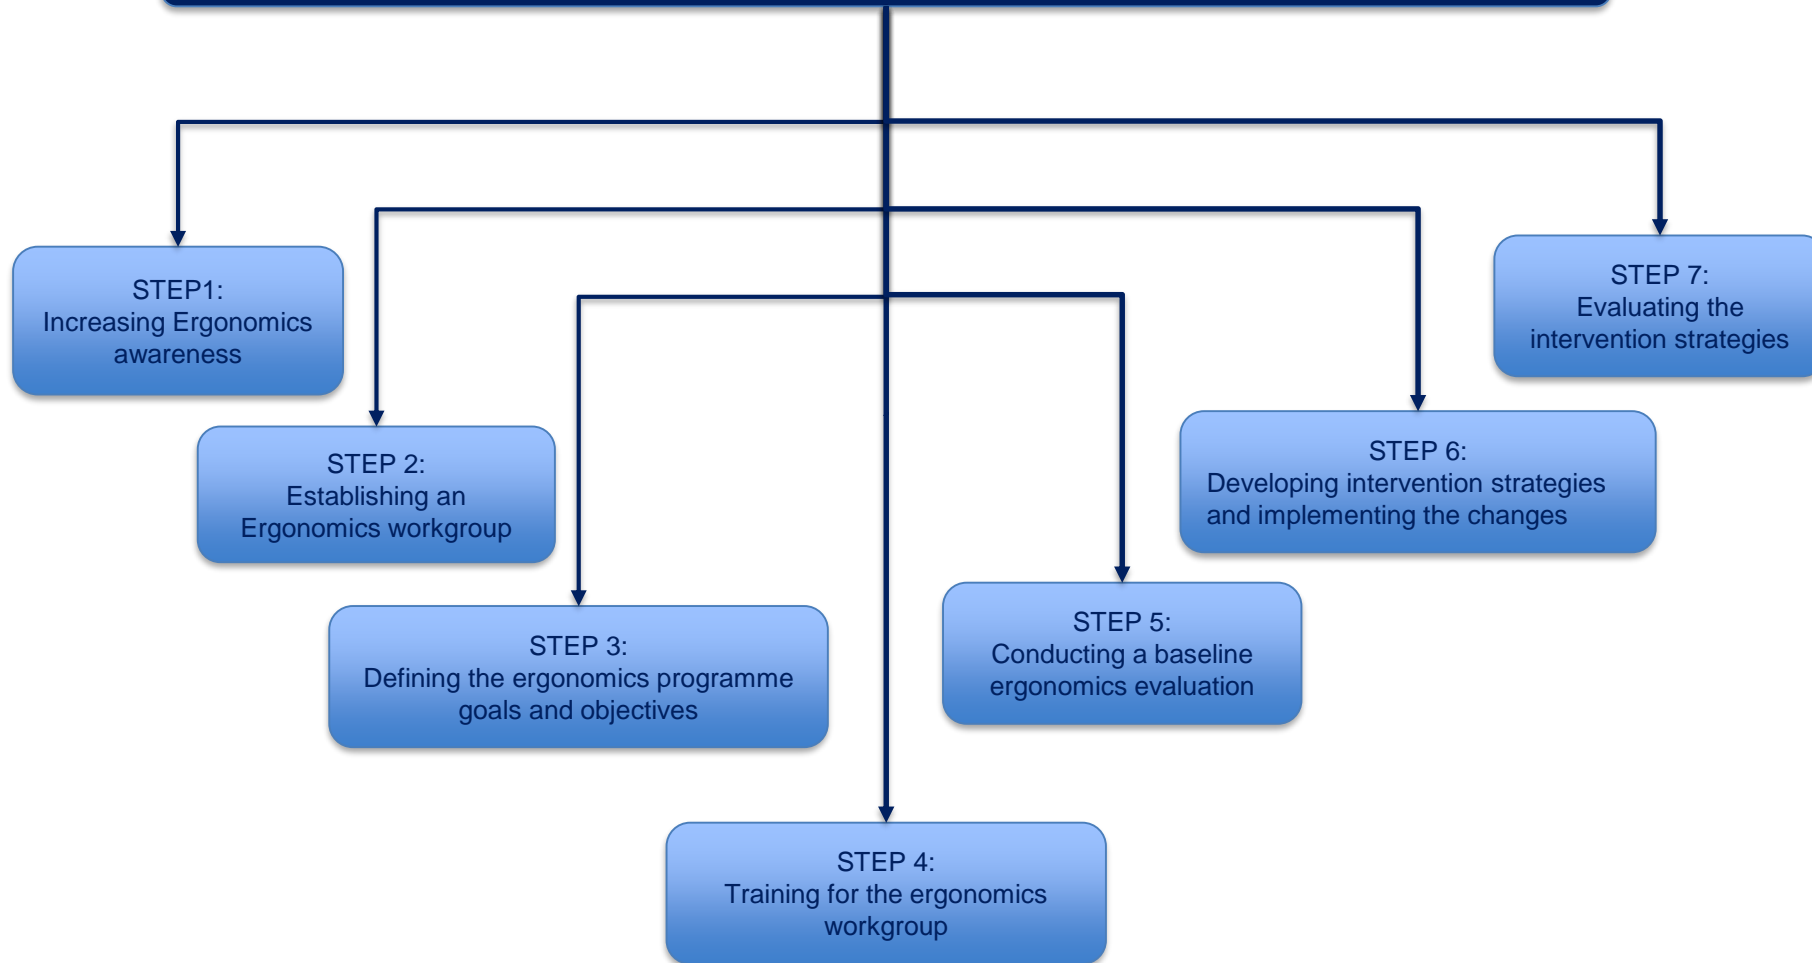 STEP1:
Increasing Ergonomics
awareness
STEP 2:
Establishing an
Ergonomics workgroup
STEP 3:
Defining the ergonomics programme
goals and objectives
STEP 4:
Training for the ergonomics
workgroup
STEP 5:
Conducting a baseline
ergonomics evaluation
STEP 6:
Developing intervention strategies
and implementing the changes
STEP 7:
Evaluating the
intervention strategies